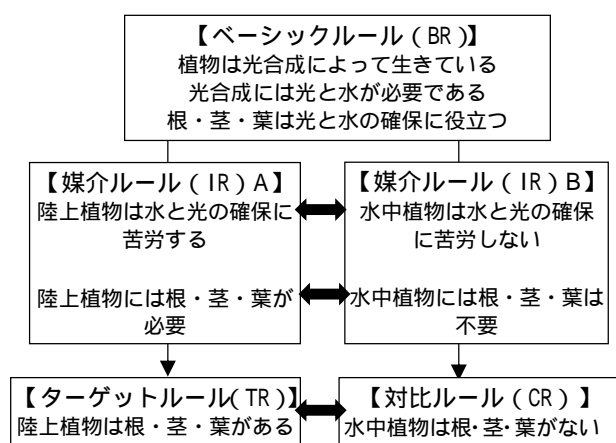 【ベーシックルール（BR）】
植物は光合成によって生きている
光合成には光と水が必要である
根・茎・葉は光と水の確保に役立つ
【媒介ルール（IR）A】
陸上植物は水と光の確保に
苦労する
陸上植物には根・茎・葉が
必要
【媒介ルール（IR）B】
水中植物は水と光の確保
に苦労しない
水中植物には根・茎・葉は
不要
【ターゲットルール（TR）】
陸上植物は根・茎・葉がある
【対比ルール（CR）】
水中植物は根・茎・葉がない